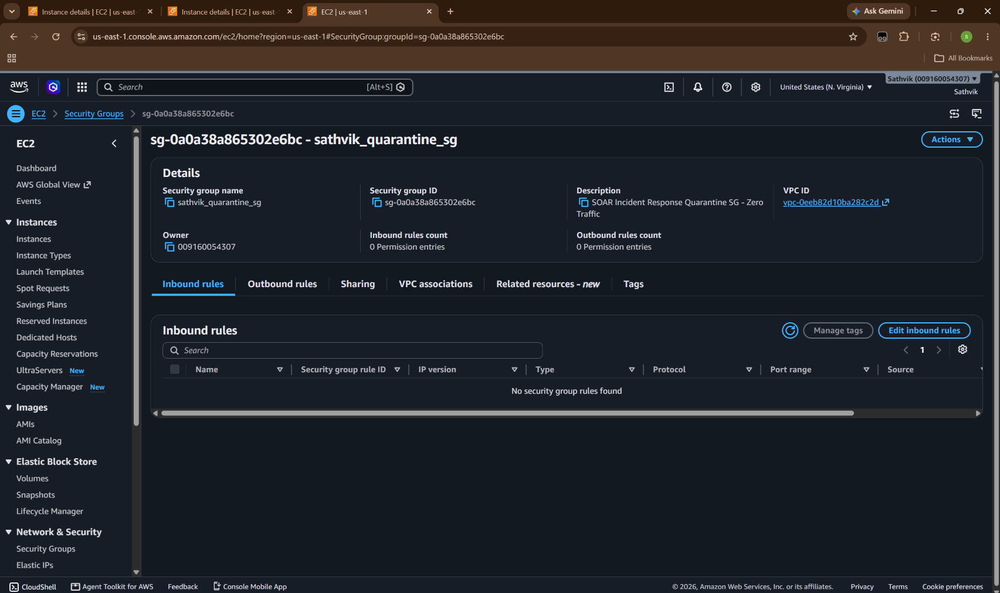 Instance details | EC2 | us-east-
Instance details | EC2 | us-east-
EC2 | us-east-1
Ask Gemini
us-east-1.console.aws.amazon.com/ec2/home?region=us-east-1#SecurityGroup:groupId=sg-0a0a38a865302e6bc
s
All Bookmarks
aws
Search
[Alt+S]
United States (N. Virginia)
Sathvik (009160054307)
Sathvik
EC2
Security Groups
sg-0a0a38a865302e6bc
EC2
Dashboard
AWS Global View
Events
Instances
Instances
Instance Types
Launch Templates
Spot Requests
Savings Plans
Reserved Instances
Dedicated Hosts
Capacity Reservations
UltraServers New
Capacity Manager New
Images
AMIs
AMI Catalog
Elastic Block Store
Volumes
Snapshots
Lifecycle Manager
Network & Security
Security Groups
Elastic IPs
sg-0a0a38a865302e6bc - sathvik_quarantine_sg
Actions
Details
Security group name
sathvik_quarantine_sg
Security group ID
sg-0a0a38a865302e6bc
Description
SOAR Incident Response Quarantine SG - Zero
Traffic
VPC ID
vpc-0eeb82d10ba282c2d
Owner
009160054307
Inbound rules count
0 Permission entries
Outbound rules count
0 Permission entries
Inbound rules
Outbound rules
Sharing
VPC associations
Related resources - new
Tags
Inbound rules
Manage tags
Edit inbound rules
Search
1
Name
Security group rule ID
IP version
Type
Protocol
Port range
Source
No security group rules found
CloudShell
Agent Toolkit for AWS
Feedback
Console Mobile App
© 2026, Amazon Web Services, Inc. or its affiliates.
Privacy
Terms
Cookie preferences